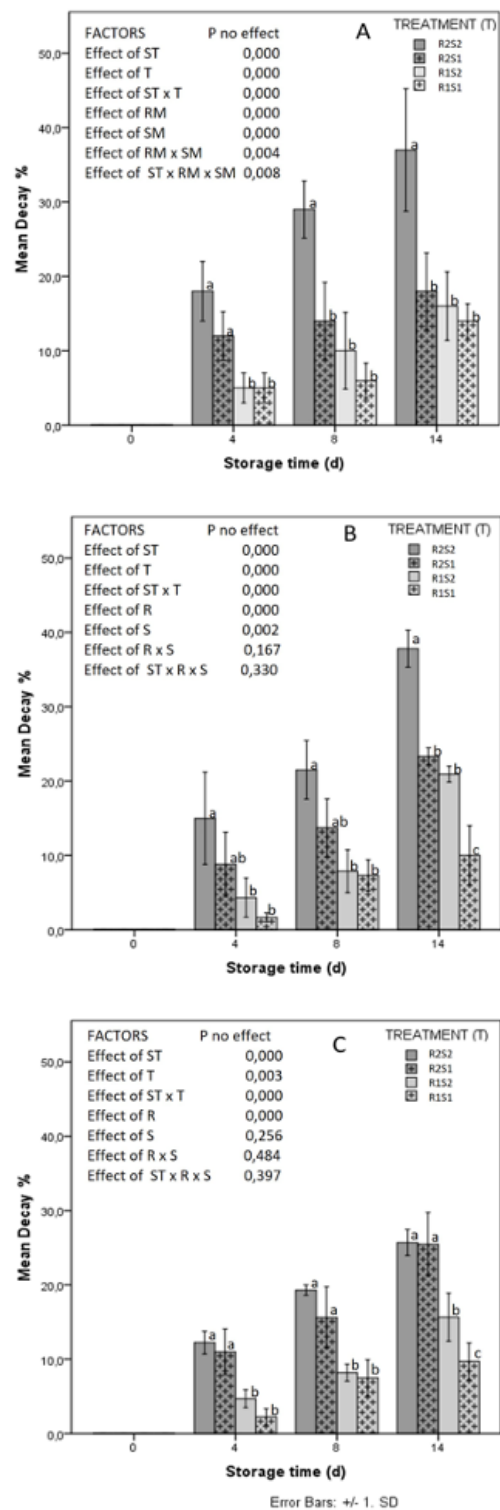 A
TREATMENT (T)
R2S2
R2S1
R1S2
R1S1
FACTORS P no effect
Effect of ST 0,000
Effect of T 0,000
Effect of ST x T 0,000
Effect of RM 0,000
Effect of SM 0,000
Effect of RM x SM 0,004
Effect of ST x RM x SM 0,008
Mean Decay %
50,0
40,0
30,0
20,0
10,0
0,0
a a b b
a b b b
a b b b
0 4 8 14
Storage time (d)
B
TREATMENT (T)
R2S2
R2S1
R1S2
R1S1
FACTORS P no effect
Effect of ST 0,000
Effect of T 0,000
Effect of ST x T 0,000
Effect of R 0,000
Effect of S 0,002
Effect of R x S 0,167
Effect of ST x R x S 0,330
Mean Decay %
50,0
40,0
30,0
20,0
10,0
0,0
a ab b b
a ab b b
a b b c
0 4 8 14
Storage time (d)
C
TREATMENT (T)
R2S2
R2S1
R1S2
R1S1
FACTORS P no effect
Effect of ST 0,000
Effect of T 0,003
Effect of ST x T 0,000
Effect of R 0,000
Effect of S 0,256
Effect of R x S 0,484
Effect of ST x R x S 0,397
Mean Decay %
50,0
40,0
30,0
20,0
10,0
0,0
a a b b
a a b b
a a b c
0 4 8 14
Storage time (d)
Error Bars: +/- 1. SD